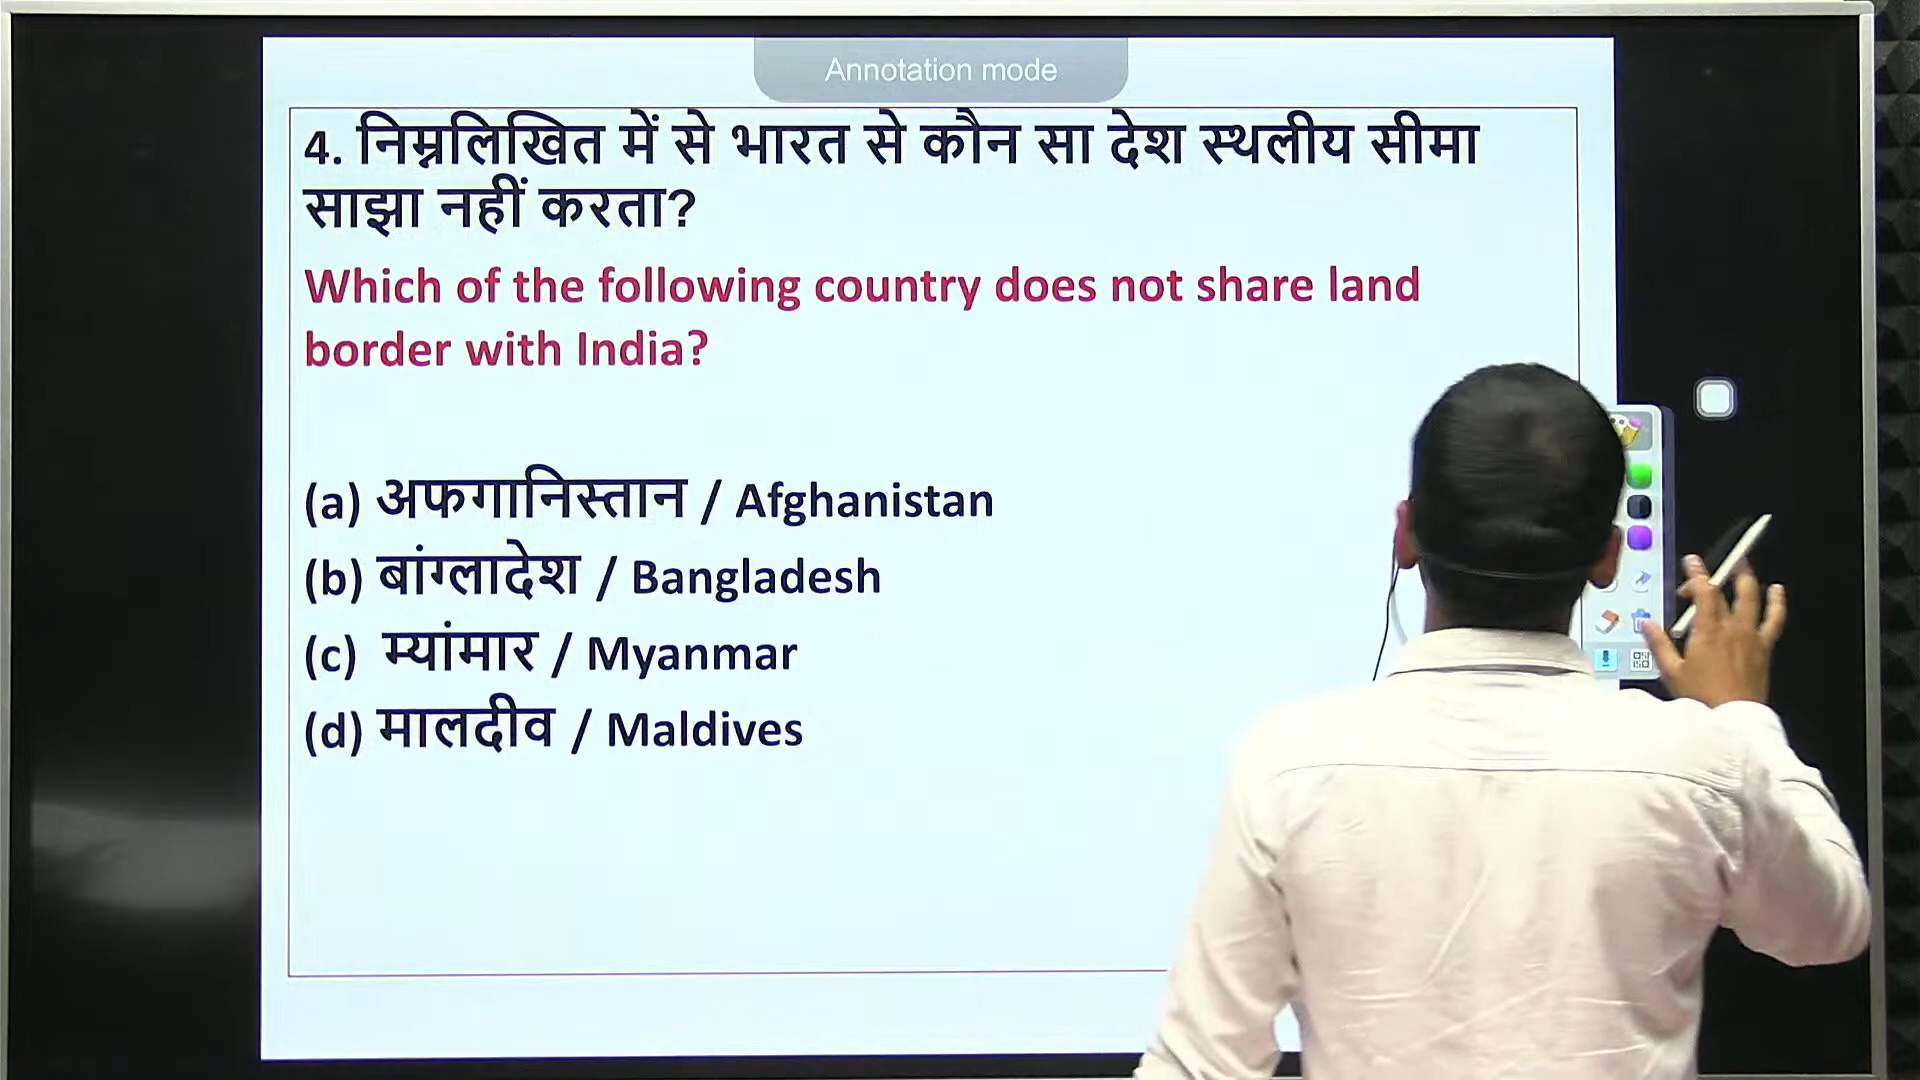 Annotation mode
4. निम्नलिखित में से भारत से कौन सा देश स्थलीय सीमा
साझा नहीं करता?
Which of the following country does not share land
border with India?
(a) अफगानिस्तान / Afghanistan
(b) बांग्लादेश / Bangladesh
(c) म्यांमार / Myanmar
(d) मालदीव / Maldives